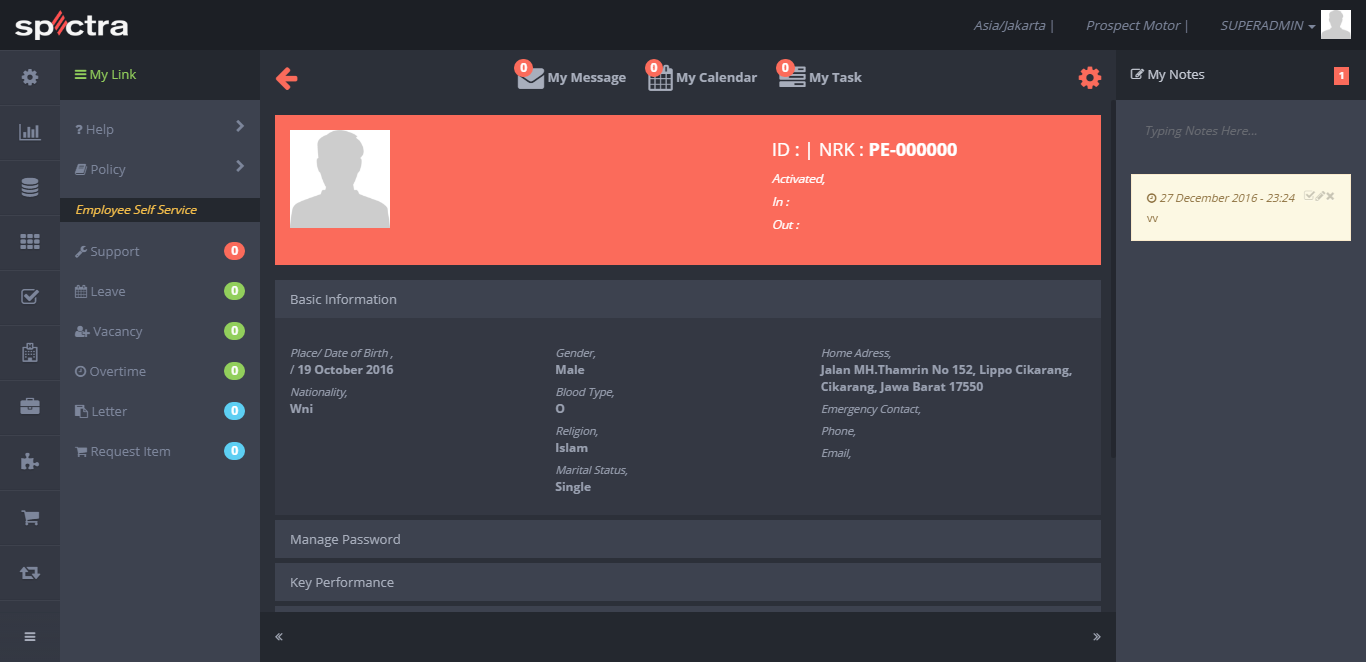 spectra
Asia/Jakarta |
Prospect Motor |
SUPERADMIN
My Link
? Help
Policy
Employee Self Service
Support 0
Leave 0
Vacancy 0
Overtime 0
Letter 0
Request Item 0
0 My Message
0 My Calendar
0 My Task
ID : | NRK : PE-000000
Activated,
In :
Out :
Basic Information
Place/ Date of Birth ,
/ 19 October 2016
Nationality,
Wni
Gender,
Male
Blood Type,
O
Religion,
Islam
Marital Status,
Single
Home Adress,
Jalan MH.Thamrin No 152, Lippo Cikarang,
Cikarang, Jawa Barat 17550
Emergency Contact,
Phone,
Email,
Manage Password
Key Performance
«
»
My Notes 1
Typing Notes Here...
27 December 2016 - 23:24
vv